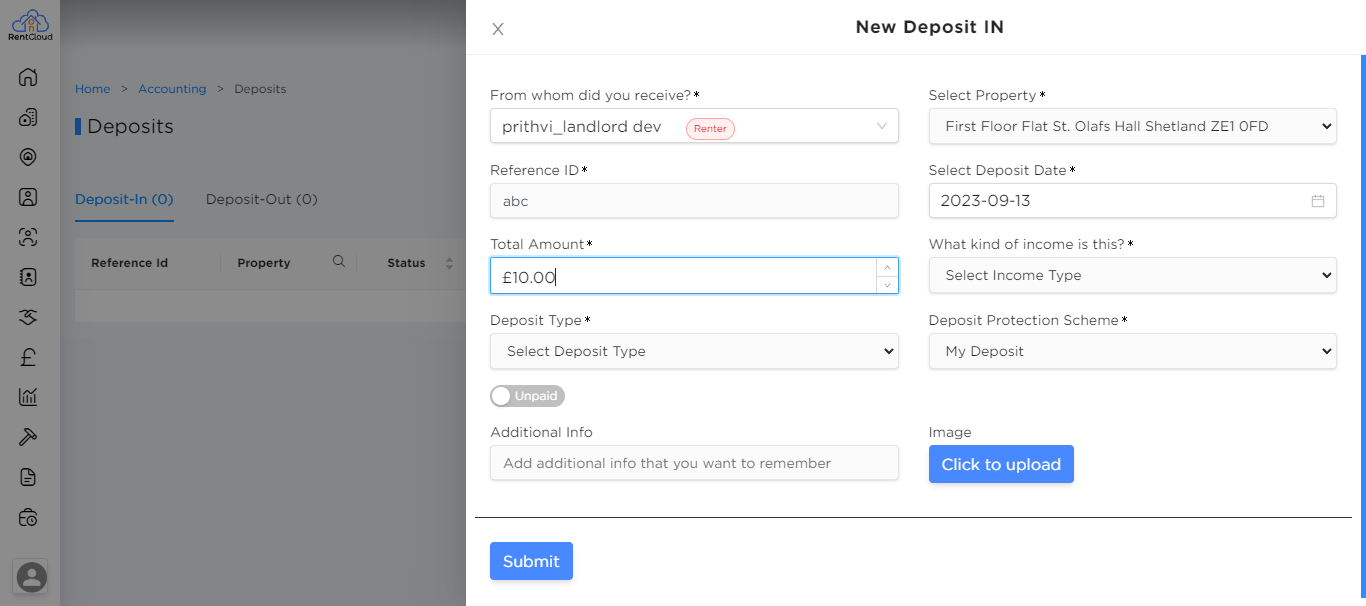 RentCloud
Home > Accounting > Deposits
Deposits
Deposit-In (0) Deposit-Out (0)
Reference Id Property Status
New Deposit IN
From whom did you receive?*
prithvi_landlord dev Renter
Select Property*
First Floor Flat St. Olafs Hall Shetland ZE1 0FD
Reference ID*
abc
Select Deposit Date*
2023-09-13
Total Amount*
£10.00
What kind of income is this?*
Select Income Type
Deposit Type*
Select Deposit Type
Deposit Protection Scheme*
My Deposit
Unpaid
Additional Info
Add additional info that you want to remember
Image
Click to upload
Submit